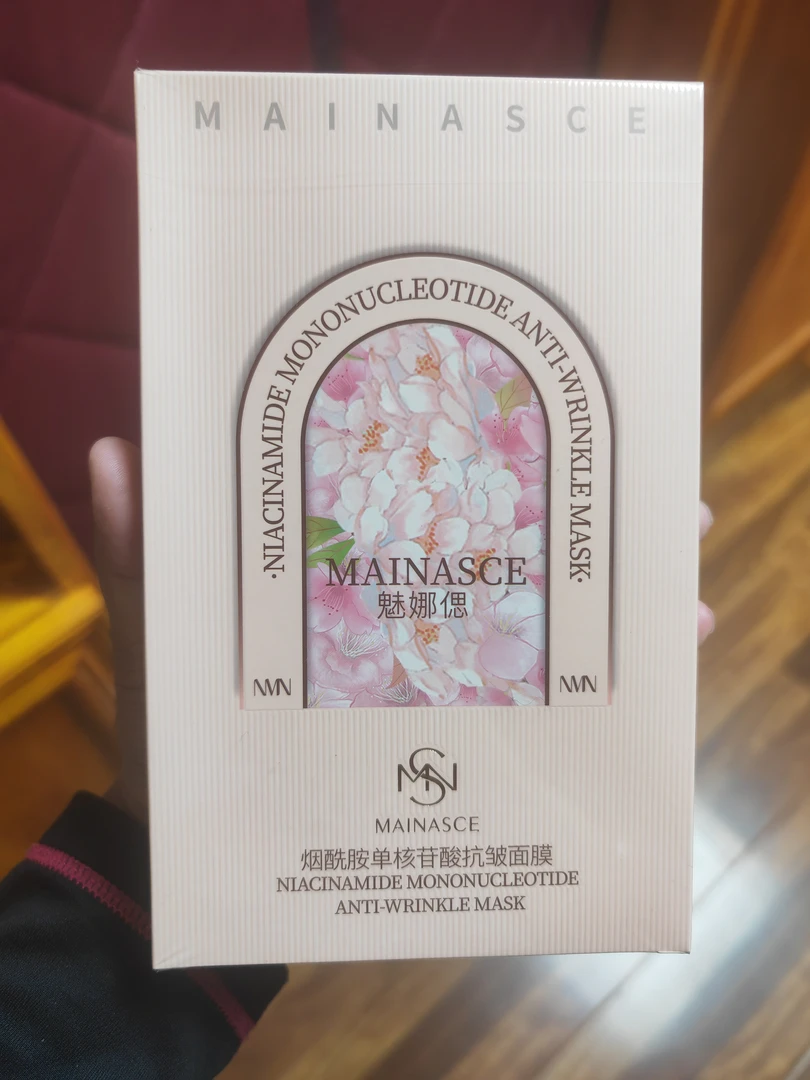 MAINASCE
·NIACINAMIDE MONONUCLEOTIDE ANTI-WRINKLE MASK·
MAINASCE
魅娜偲
NMN
NMN
MSN
MAINASCE
烟酰胺单核苷酸抗皱面膜
NIACINAMIDE MONONUCLEOTIDE
ANTI-WRINKLE MASK